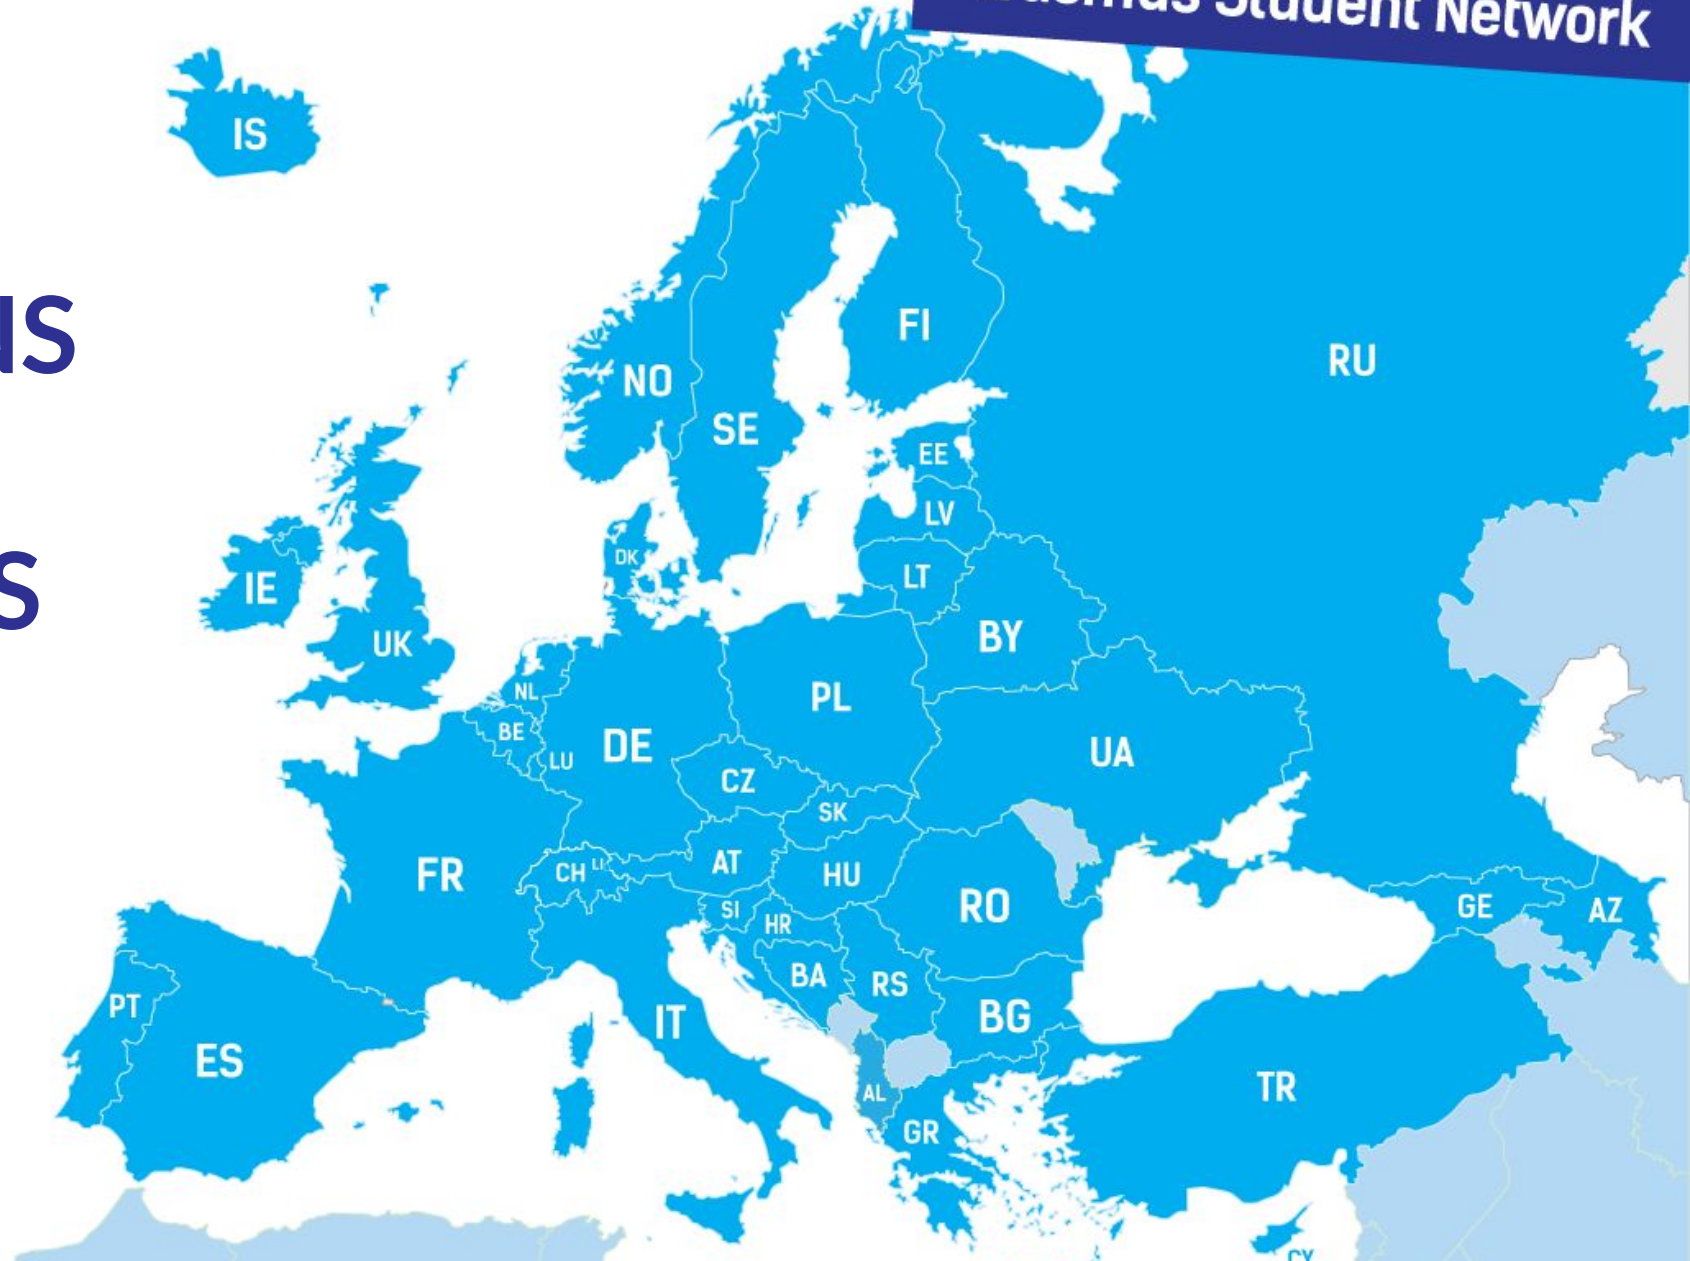 Student Network
IS
NO
SE
FI
RU
EE
LV
LT
DK
IE
UK
BY
NL
BE
LU
DE
PL
UA
CZ
SK
FR
CH
LI
AT
HU
RO
SI
HR
BA
RS
BG
GE
AZ
PT
ES
IT
AL
GR
TR
CY